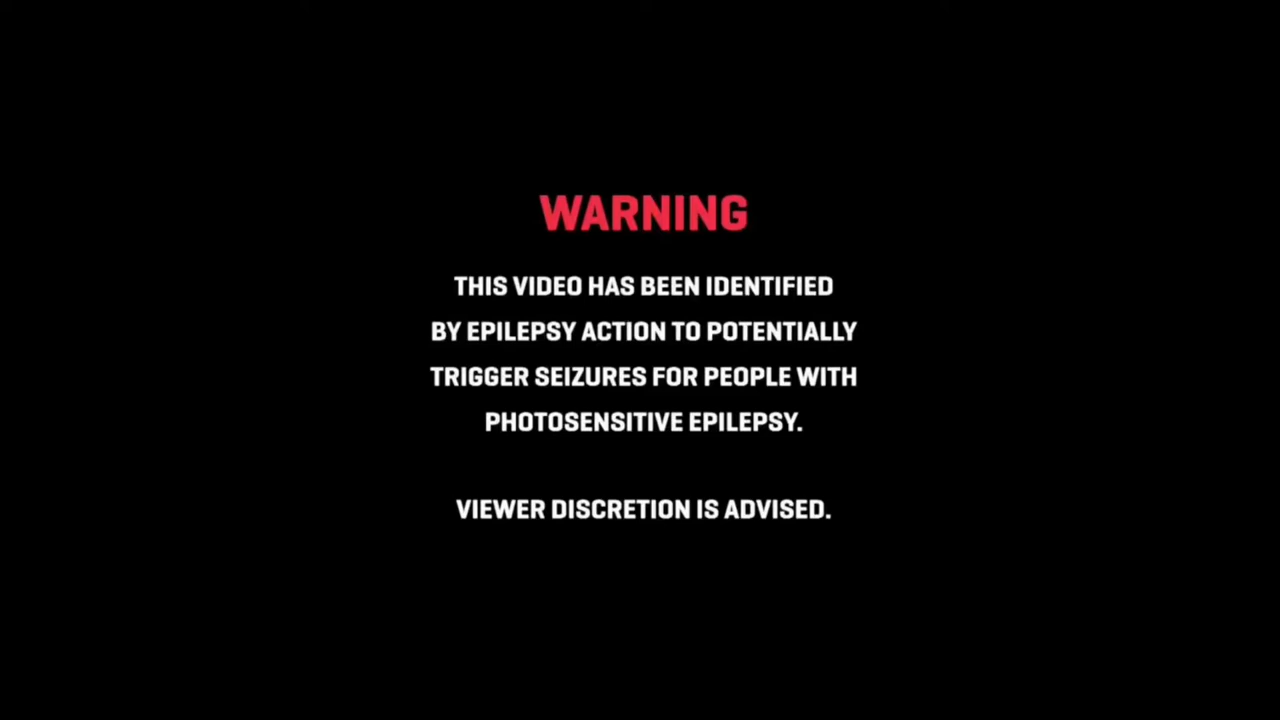 WARNING
THIS VIDEO HAS BEEN IDENTIFIED
BY EPILEPSY ACTION TO POTENTIALLY
TRIGGER SEIZURES FOR PEOPLE WITH
PHOTOSENSITIVE EPILEPSY.
VIEWER DISCRETION IS ADVISED.